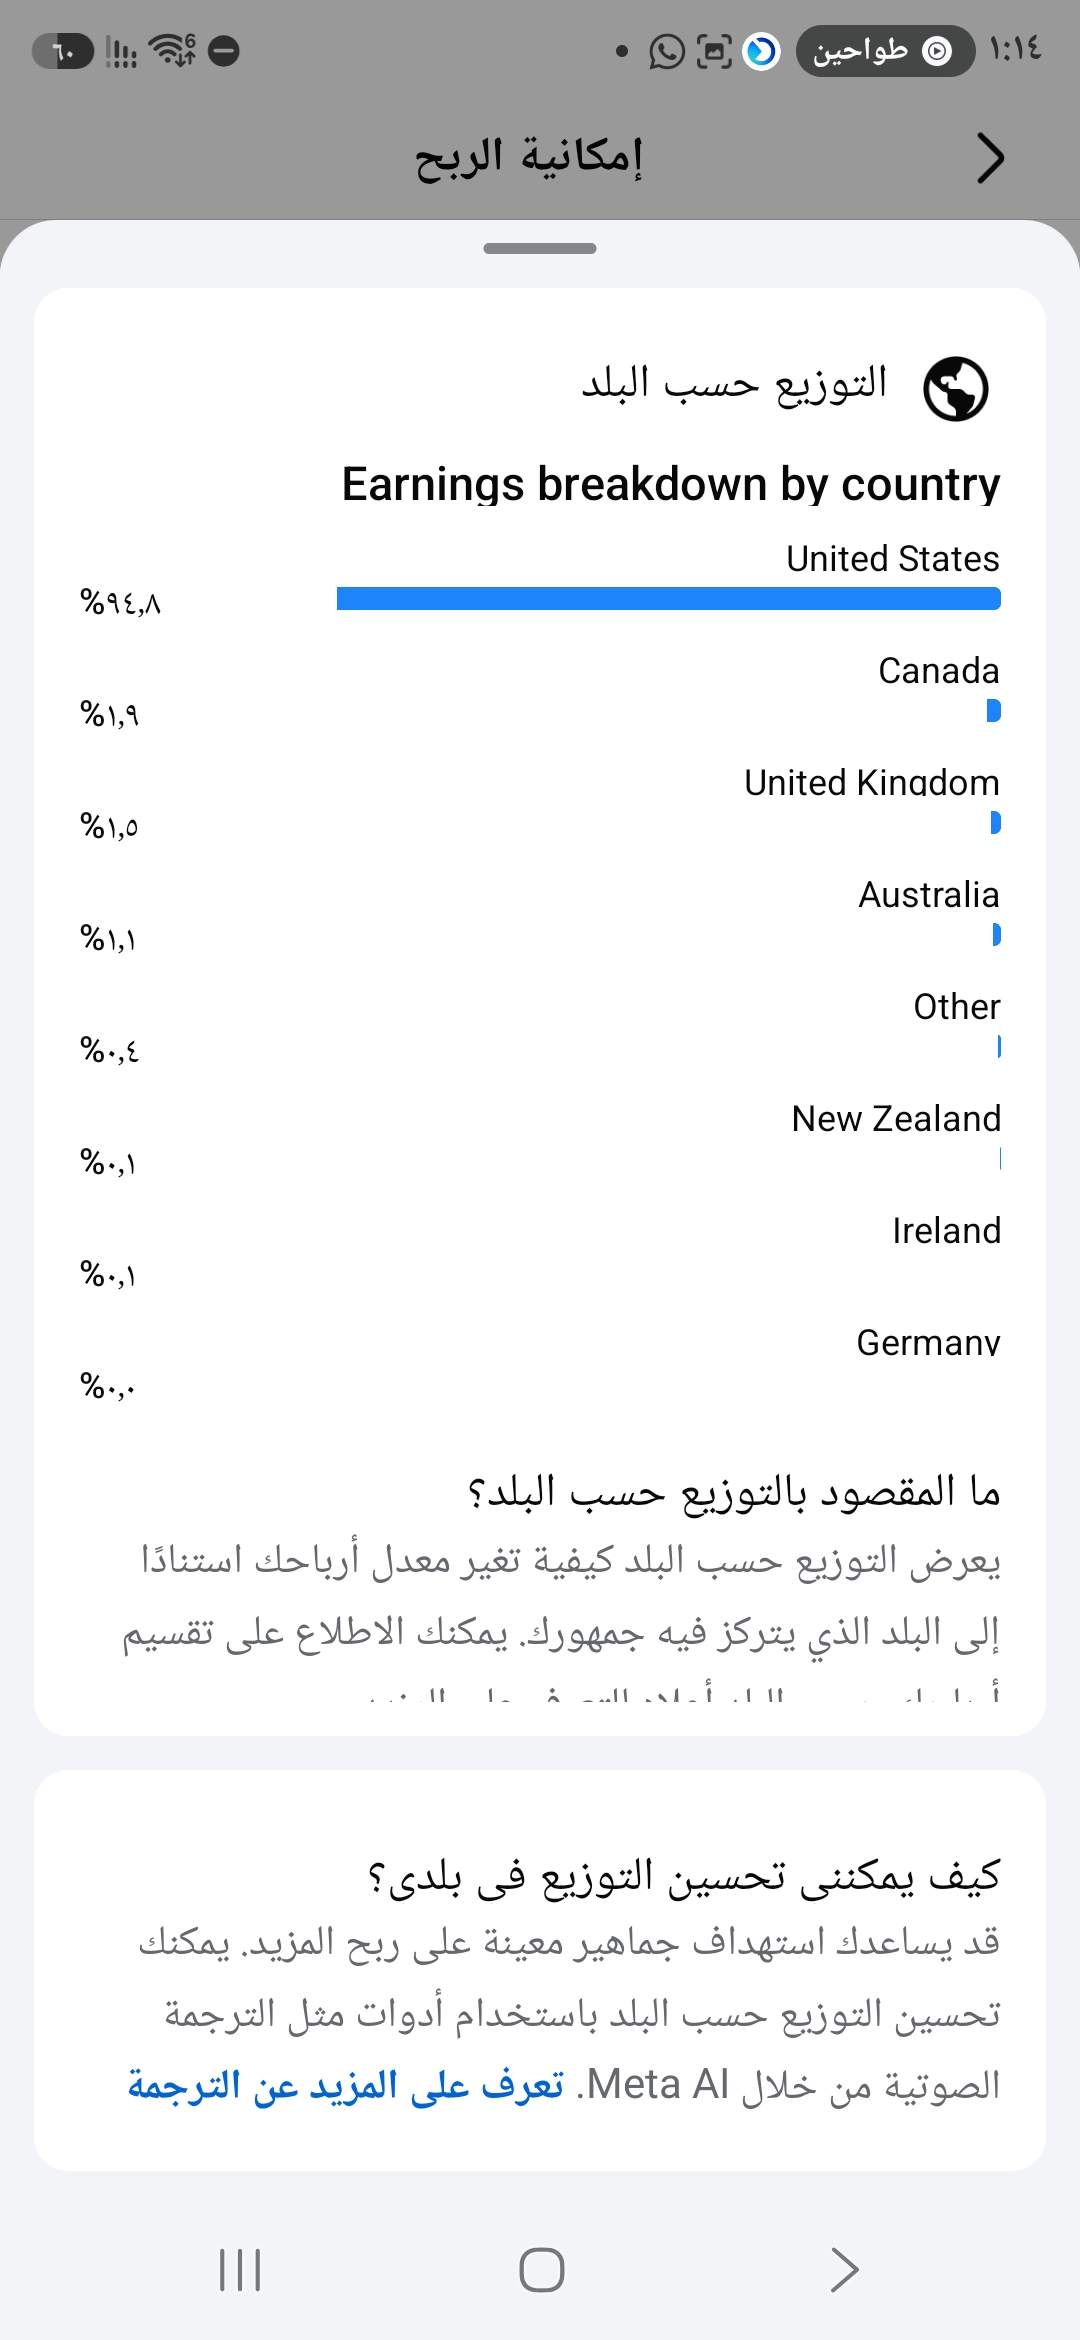 ١:١٤
طواحين
6
٦٠
إمكانية الربح
التوزيع حسب البلد
Earnings breakdown by country
United States
%٩٤,٨
Canada
%١,٩
United Kingdom
%١,٥
Australia
%١,١
Other
%٠,٤
New Zealand
%٠,١
Ireland
%٠,١
Germany
%٠,٠
ما المقصود بالتوزيع حسب البلد؟
يعرض التوزيع حسب البلد كيفية تغير معدل أرباحك استنادًا
إلى البلد الذي يتركز فيه جمهورك. يمكنك الاطلاع على تقسيم
كيف يمكنني تحسين التوزيع في بلدي؟
قد يساعدك استهداف جماهير معينة على ربح المزيد. يمكنك
تحسين التوزيع حسب البلد باستخدام أدوات مثل الترجمة
الصوتية من خلال Meta AI. تعرف على المزيد عن الترجمة